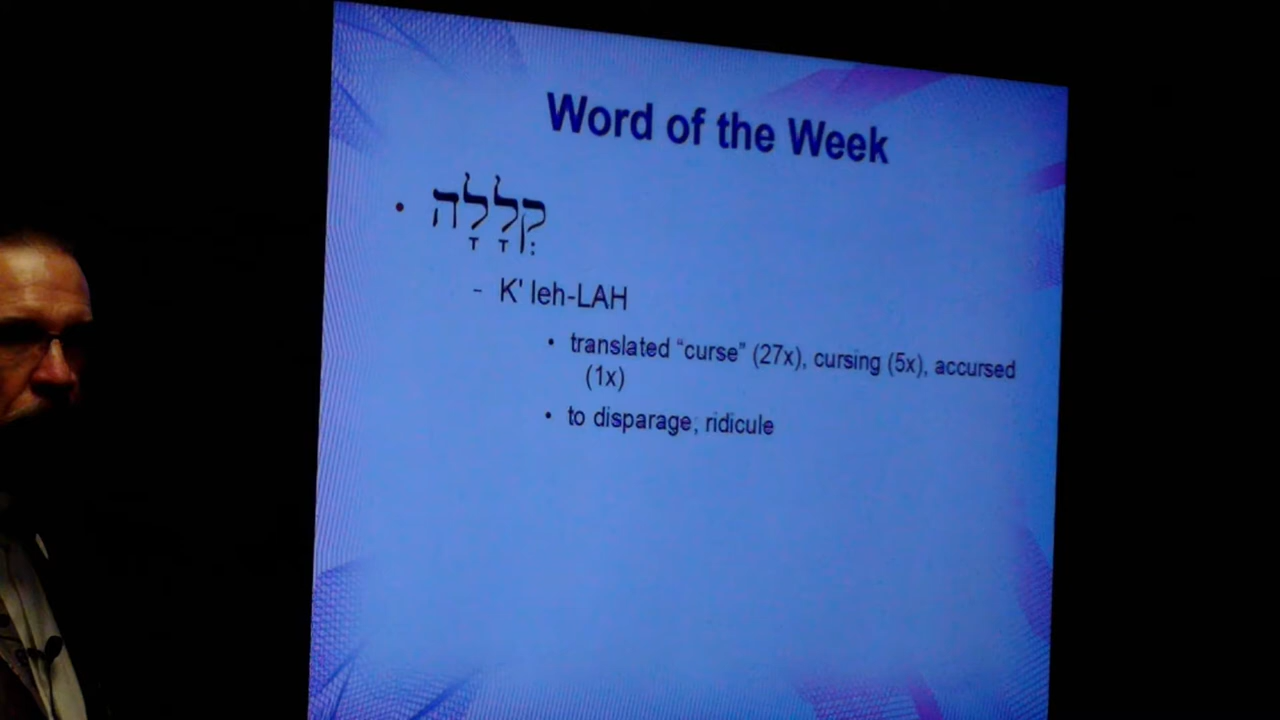 Word of the Week
• קְלָלָה
- K' leh-LAH
• translated “curse” (27x), cursing (5x), accursed
(1x)
• to disparage, ridicule